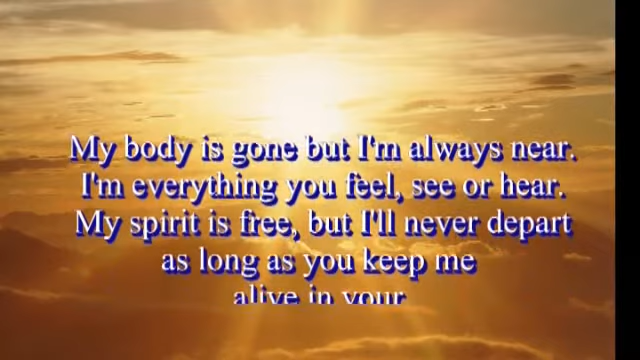 My body is gone but I'm always near.
I'm everything you feel, see or hear.
My spirit is free, but I'll never depart
as long as you keep me
alive in your